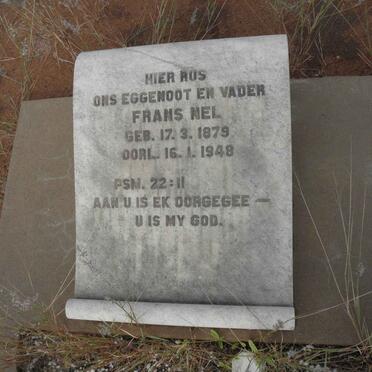 HIER RUS
ONS EGGENOOT EN VADER
FRANS NEL
GEB. 17. 3. 1879
OORL. 16. 1. 1948
PSM. 22:11
AAN U IS EK OORGEGEE —
U IS MY GOD.